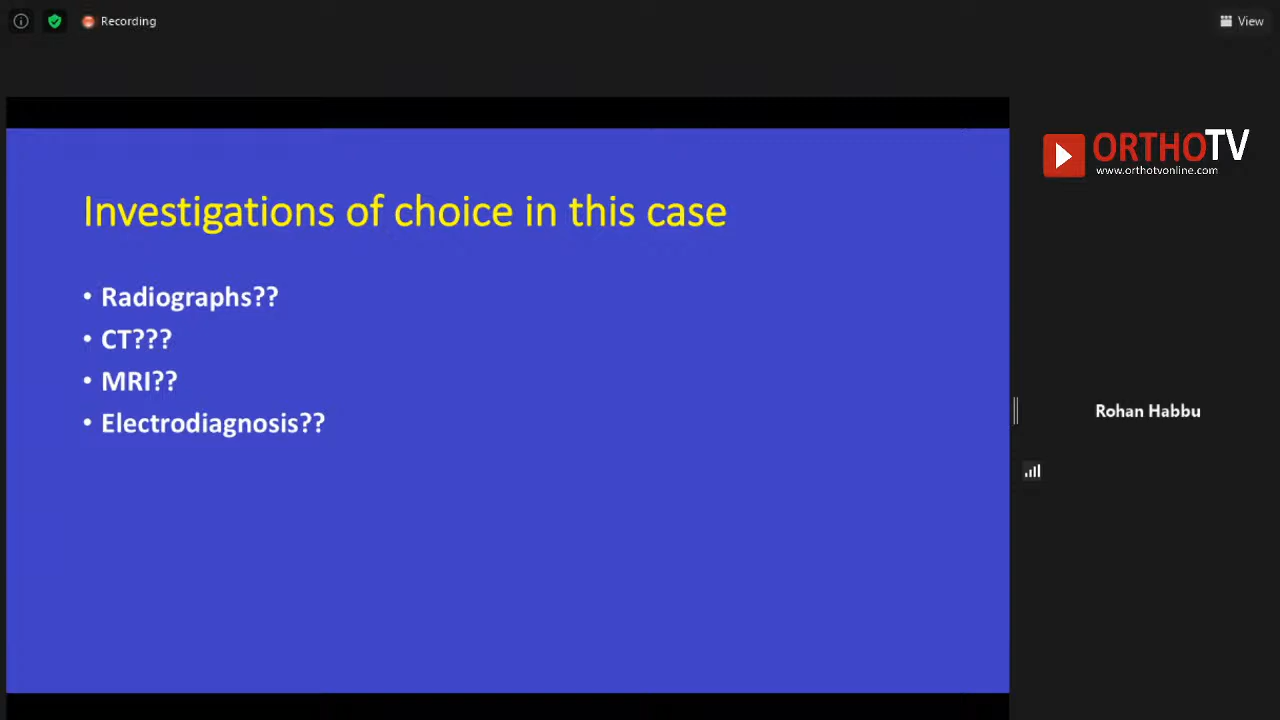 Recording
View
ORTHOTV
www.orthotvonline.com
Investigations of choice in this case
• Radiographs??
• CT???
• MRI??
• Electrodiagnosis??
Rohan Habbu